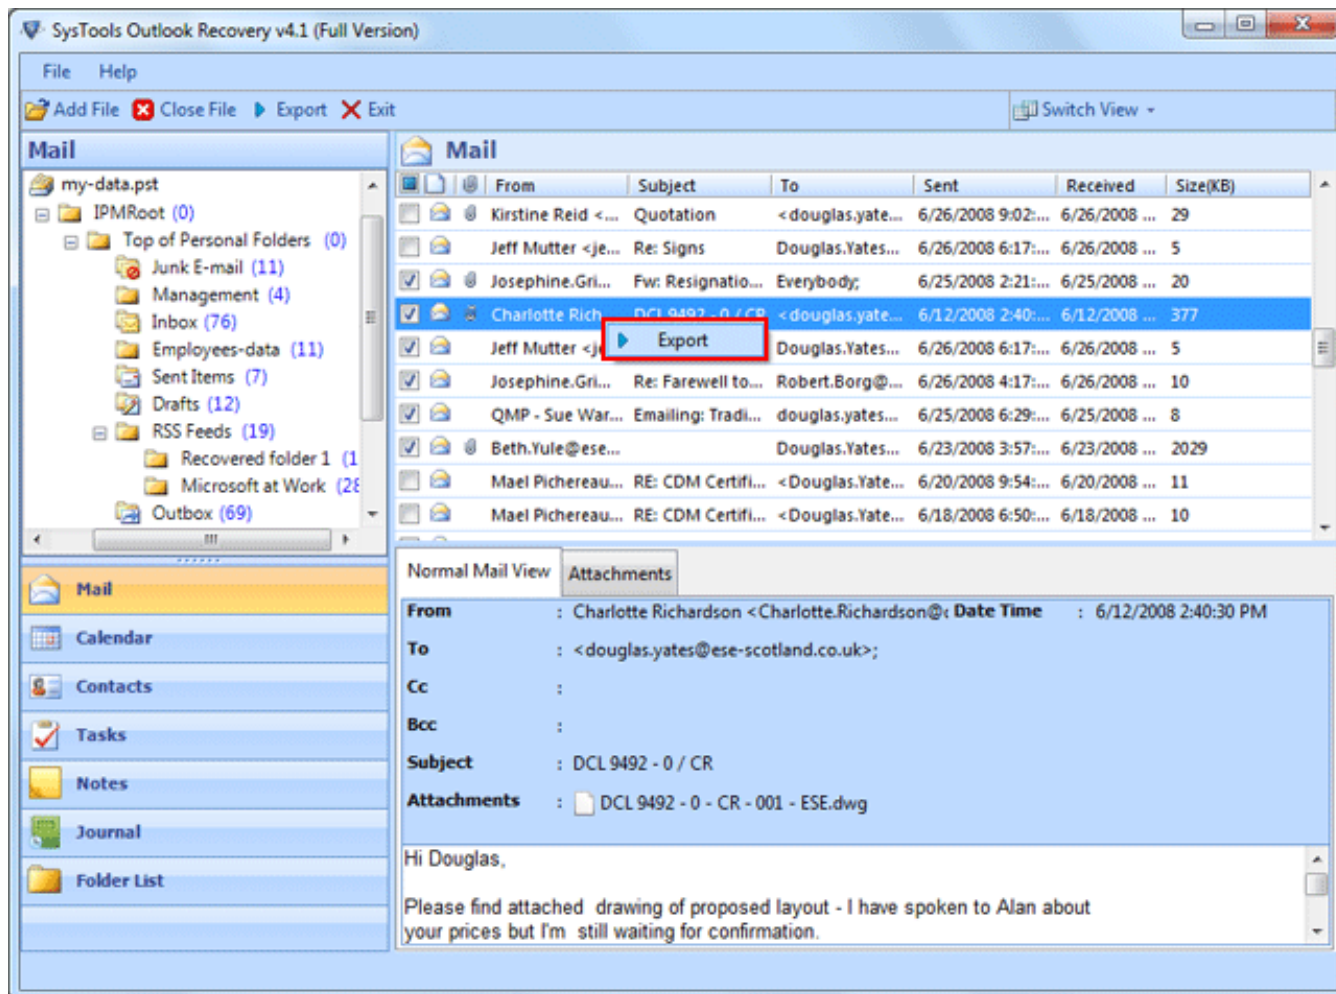 SysTools Outlook Recovery v4.1 (Full Version)
File Help
Add File Close File Export Exit Switch View
Mail
my-data.pst
IPMRoot (0)
Top of Personal Folders (0)
Junk E-mail (11)
Management (4)
Inbox (76)
Employees-data (11)
Sent Items (7)
Drafts (12)
RSS Feeds (19)
Recovered folder 1 (1
Microsoft at Work (28
Outbox (69)
Mail
Calendar
Contacts
Tasks
Notes
Journal
Folder List
Mail
From Subject To Sent Received Size(KB)
Kirstine Reid <... Quotation <douglas.yate... 6/26/2008 9:02:... 6/26/2008 ... 29
Jeff Mutter <je... Re: Signs Douglas.Yates... 6/26/2008 6:17:... 6/26/2008 ... 5
Josephine.Gri... Fw: Resignatio... Everybody; 6/25/2008 2:21:... 6/25/2008 ... 20
Charlotte Rich DCL 9492 - 0 / CR <douglas.yate... 6/12/2008 2:40:... 6/12/2008 ... 377
Export
Jeff Mutter <j Douglas.Yates... 6/26/2008 6:17:... 6/26/2008 ... 5
Josephine.Gri... Re: Farewell to... Robert.Borg@... 6/26/2008 4:17:... 6/26/2008 ... 10
QMP - Sue War... Emailing: Tradi... douglas.yates... 6/25/2008 6:29:... 6/25/2008 ... 8
Beth.Yule@ese... Douglas.Yates... 6/23/2008 3:57:... 6/23/2008 ... 2029
Mael Pichereau... RE: CDM Certifi... <Douglas.Yate... 6/20/2008 9:54:... 6/20/2008 ... 11
Mael Pichereau... RE: CDM Certifi... <Douglas.Yate... 6/18/2008 6:50:... 6/18/2008 ... 10
Normal Mail View Attachments
From : Charlotte Richardson <Charlotte.Richardson@ Date Time : 6/12/2008 2:40:30 PM
To : <douglas.yates@ese-scotland.co.uk>;
Cc :
Bcc :
Subject : DCL 9492 - 0 / CR
Attachments : DCL 9492 - 0 - CR - 001 - ESE.dwg
Hi Douglas,
Please find attached drawing of proposed layout - I have spoken to Alan about
your prices but I'm still waiting for confirmation.